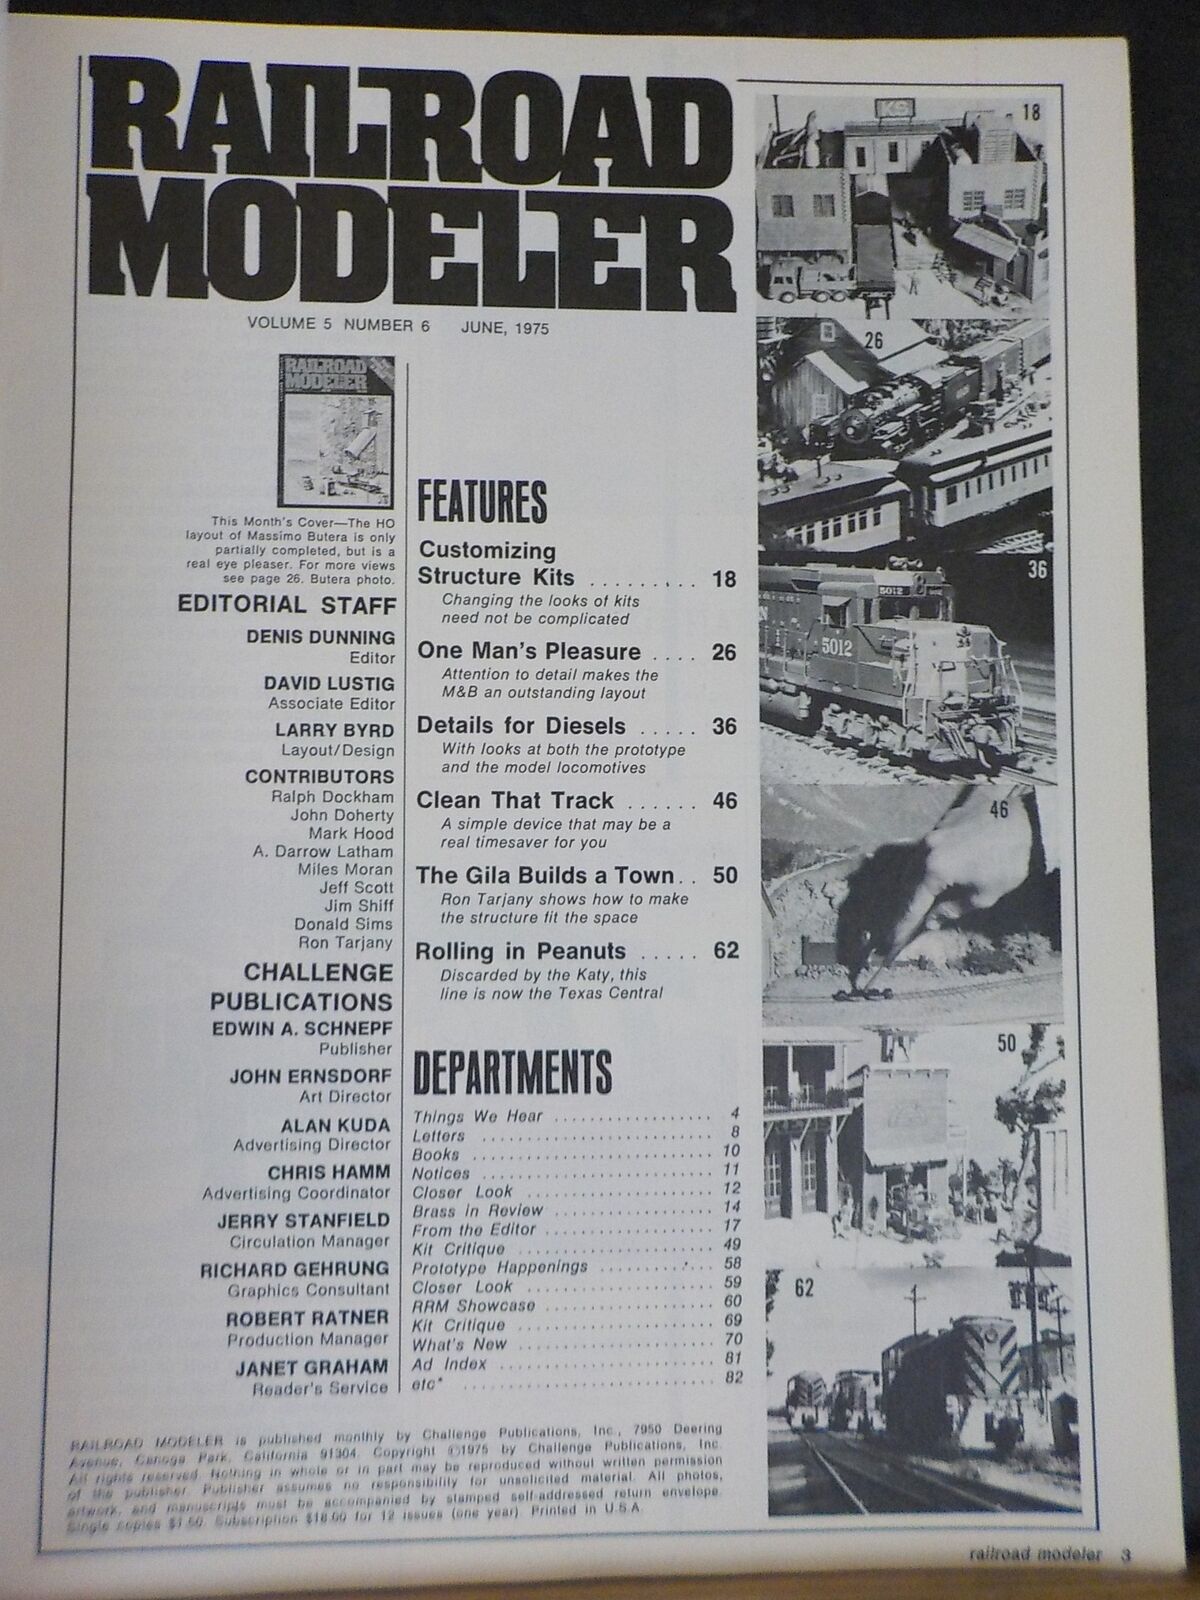 RAILROAD
MODELER
VOLUME 5 NUMBER 6 JUNE, 1975
RAILROAD
MODELER
This Month's Cover—The HO
layout of Massimo Butera is only
partially completed, but is a
real eye pleaser. For more views
see page 26. Butera photo.
EDITORIAL STAFF
DENIS DUNNING
Editor
DAVID LUSTIG
Associate Editor
LARRY BYRD
Layout/Design
CONTRIBUTORS
Ralph Dockham
John Doherty
Mark Hood
A. Darrow Latham
Miles Moran
Jeff Scott
Jim Shiff
Donald Sims
Ron Tarjany
CHALLENGE
PUBLICATIONS
EDWIN A. SCHNEPF
Publisher
JOHN ERNSDORF
Art Director
ALAN KUDA
Advertising Director
CHRIS HAMM
Advertising Coordinator
JERRY STANFIELD
Circulation Manager
RICHARD GEHRUNG
Graphics Consultant
ROBERT RATNER
Production Manager
JANET GRAHAM
Reader's Service
FEATURES
Customizing
Structure Kits ......... 18
Changing the looks of kits
need not be complicated
One Man's Pleasure .... 26
Attention to detail makes the
M&B an outstanding layout
Details for Diesels ..... 36
With looks at both the prototype
and the model locomotives
Clean That Track ...... 46
A simple device that may be a
real timesaver for you
The Gila Builds a Town.. 50
Ron Tarjany shows how to make
the structure fit the space
Rolling in Peanuts ..... 62
Discarded by the Katy, this
line is now the Texas Central
DEPARTMENTS
Things We Hear .................. 4
Letters ......................... 8
Books .......................... 10
Notices ........................ 11
Closer Look .................... 12
Brass in Review ................ 14
From the Editor ................ 17
Kit Critique ................... 49
Prototype Happenings ........... 58
Closer Look .................... 59
RRM Showcase ................... 60
Kit Critique ................... 69
What's New ..................... 70
Ad Index ....................... 81
etc* ........................... 82
18
KS
26
36
5012
5012
46
50
62
RAILROAD MODELER is published monthly by Challenge Publications, Inc., 7950 Deering
Avenue, Canoga Park, California 91304. Copyright ©1975 by Challenge Publications, Inc.
All rights reserved. Nothing in whole or in part may be reproduced without written permission
of the publisher. Publisher assumes no responsibility for unsolicited material. All photos,
artwork, and manuscripts must be accompanied by stamped self-addressed return envelope.
Single copies $1.50. Subscription $18.00 for 12 issues (one year). Printed in U.S.A.
railroad modeler 3